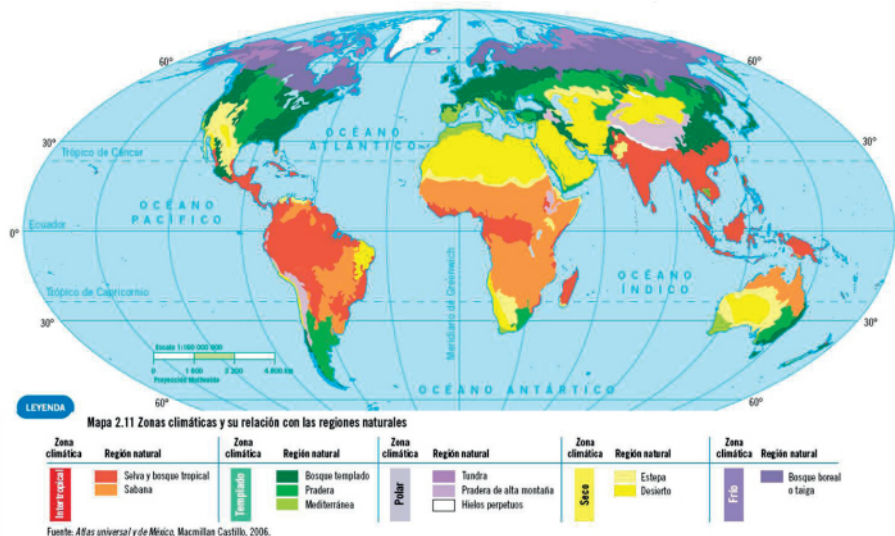 60°
60°
30°
30°
Trópico de Cáncer
OCÉANO
ATLÁNTICO
OCÉANO
PACÍFICO
Ecuador
0°
0°
Meridiano de Greenwich
OCÉANO
ÍNDICO
Trópico de Capricornio
30°
30°
Escala 1:160 000 000
0 1 600 3 200 4 800 km
Proyección Mollweide
OCÉANO ANTÁRTICO
60°
60°
LEYENDA
Mapa 2.11 Zonas climáticas y su relación con las regiones naturales
Zona climática Región natural
Intertropical
Selva y bosque tropical
Sabana
Zona climática Región natural
Templado
Bosque templado
Pradera
Mediterránea
Zona climática Región natural
Polar
Tundra
Pradera de alta montaña
Hielos perpetuos
Zona climática Región natural
Seco
Estepa
Desierto
Zona climática Región natural
Frío
Bosque boreal
o taiga
Fuente: Atlas universal y de México, Macmillan Castillo, 2006.